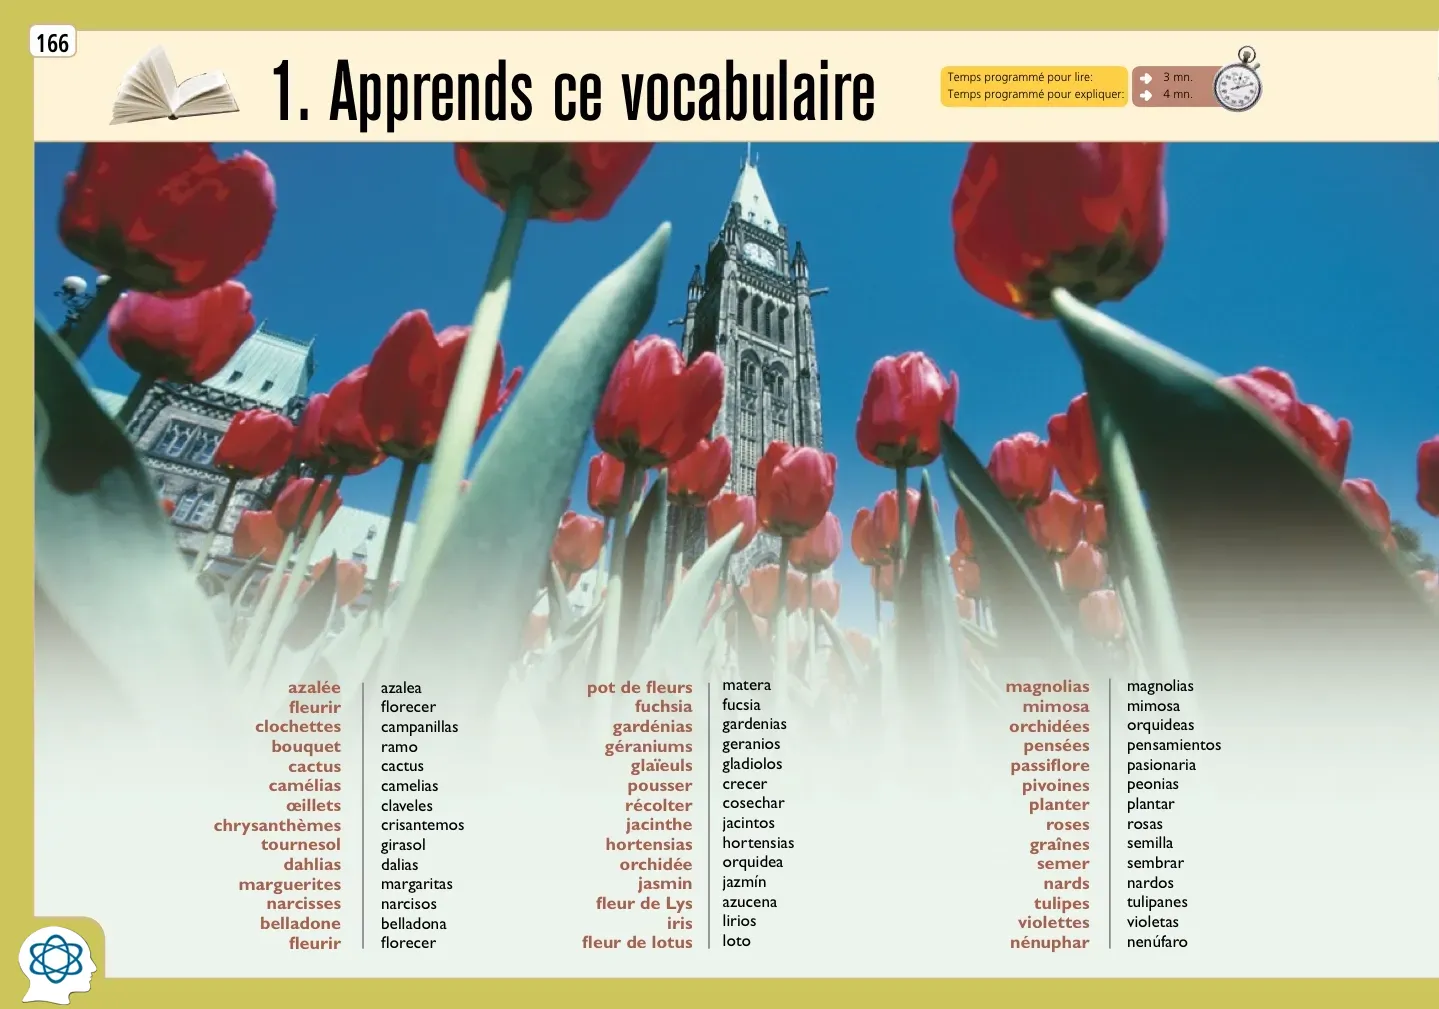 166
1. Apprends ce vocabulaire
Temps programmé pour lire: 3 mn.
Temps programmé pour expliquer: 4 mn.
azalée azalea
fleurir florecer
clochettes campanillas
bouquet ramo
cactus cactus
camélias camelias
œillets claveles
chrysanthèmes crisantemos
tournesol girasol
dahlias dalias
marguerites margaritas
narcisses narcisos
belladone belladona
fleurir florecer
pot de fleurs matera
fuchsia fucsia
gardénias gardenias
géraniums geranios
glaïeuls gladiolos
pousser crecer
récolter cosechar
jacinthe jacintos
hortensias hortensias
orchidée orquidea
jasmin jazmín
fleur de Lys azucena
iris lirios
fleur de lotus loto
magnolias magnolias
mimosa mimosa
orchidées orquideas
pensées pensamientos
passiflore pasionaria
pivoines peonias
planter plantar
roses rosas
graînes semilla
semer sembrar
nards nardos
tulipes tulipanes
violettes violetas
nénuphar nenúfaro